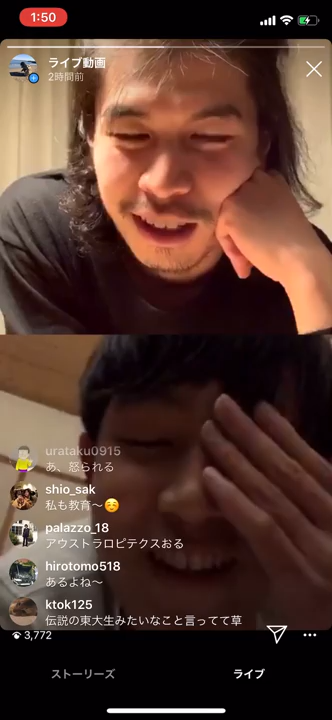 1:50
ライブ動画
2時間前
urataku0915
あ、怒られる
shio_sak
私も教育〜☺️
palazzo_18
アウストラロピテクスおる
hirotomo518
あるよね〜
ktok125
伝説の東大生みたいなこと言ってて草
3,772
ストーリーズ
ライブ